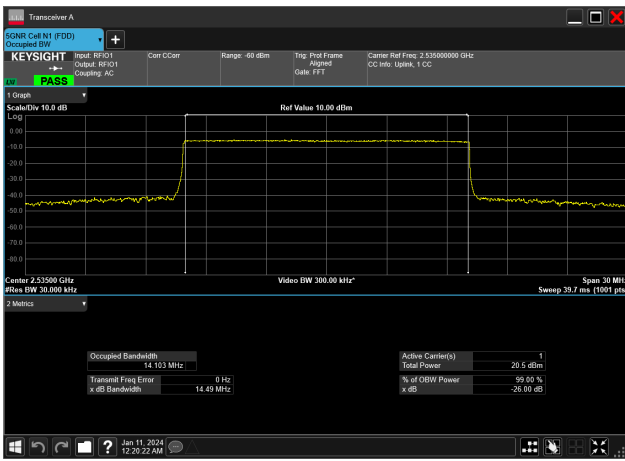 Transceiver A
5GNR Cell N1 (FDD)
Occupied BW
KEYSIGHT
LXI
PASS
Input: RFIO1
Output: RFIO1
Coupling: AC
Corr CCorr
Range: -60 dBm
Trig: Prot Frame
Aligned
Gate: FFT
Carrier Ref Freq: 2.535000000 GHz
CC Info: Uplink, 1 CC
1 Graph
Scale/Div 10.0 dB
Ref Value 10.00 dBm
Log
0.00
-10.0
-20.0
-30.0
-40.0
-50.0
-60.0
-70.0
-80.0
Center 2.53500 GHz
Video BW 300.00 kHz*
Span 30 MHz
#Res BW 30.000 kHz
Sweep 39.7 ms (1001 pts
2 Metrics
Occupied Bandwidth
14.103 MHz
Active Carrier(s) 1
Total Power 20.5 dBm
Transmit Freq Error 0 Hz
x dB Bandwidth 14.49 MHz
% of OBW Power 99.00 %
x dB -26.00 dB
?
Jan 11, 2024
12:20:22 AM